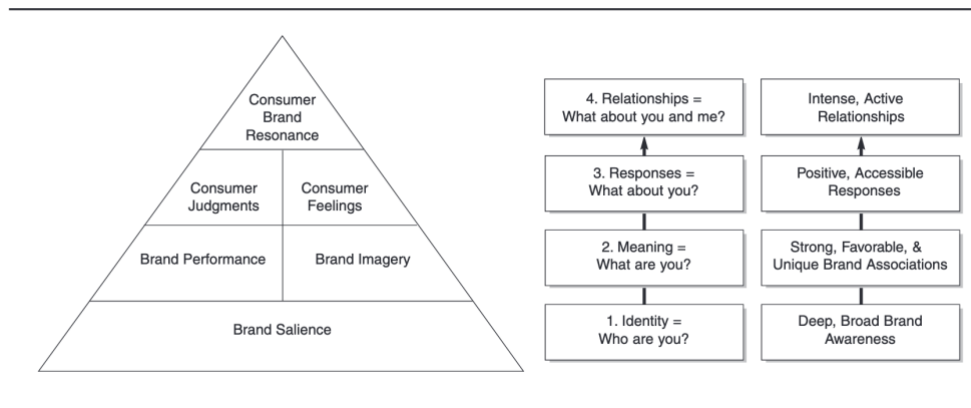 Consumer
Brand
Resonance
Consumer
Judgments
Consumer
Feelings
Brand Performance
Brand Imagery
Brand Salience
4. Relationships =
What about you and me?
3. Responses =
What about you?
2. Meaning =
What are you?
1. Identity =
Who are you?
Intense, Active
Relationships
Positive, Accessible
Responses
Strong, Favorable, &
Unique Brand Associations
Deep, Broad Brand
Awareness